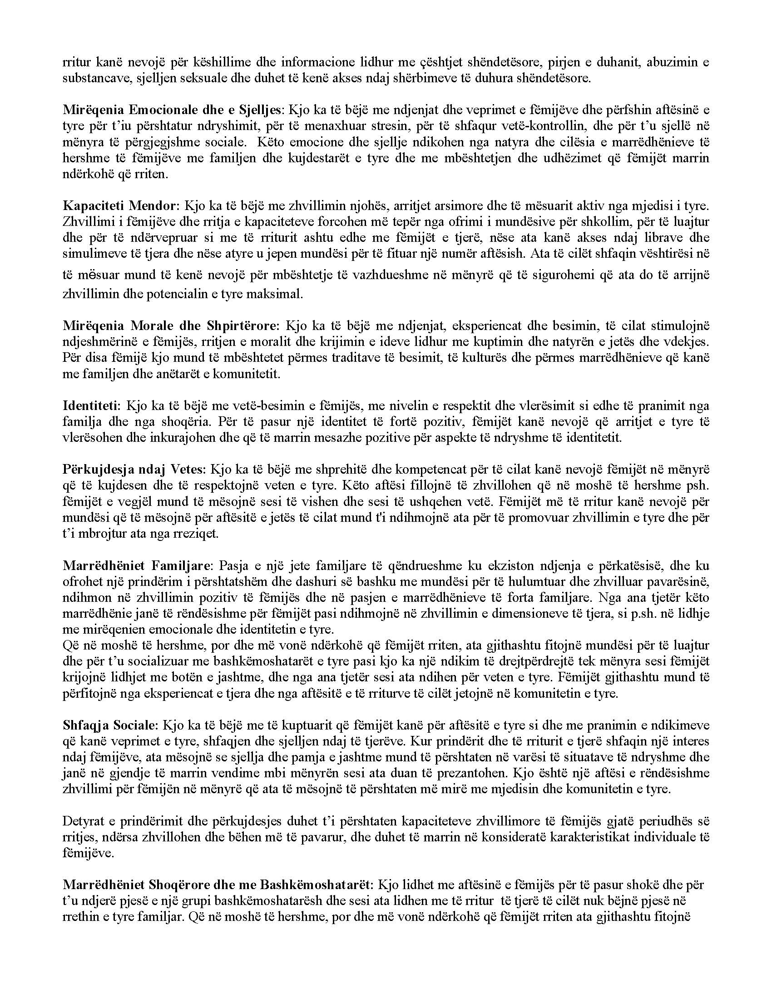 rritur kanë nevojë për këshillime dhe informacione lidhur me çështjet shëndetësore, pirjen e duhanit, abuzimin e
substancave, sjelljen seksuale dhe duhet të kenë akses ndaj shërbimeve të duhura shëndetësore.
Mirëqenia Emocionale dhe e Sjelljes: Kjo ka të bëjë me ndjenjat dhe veprimet e fëmijëve dhe përfshin aftësinë e
tyre për t’iu përshtatur ndryshimit, për të menaxhuar stresin, për të shfaqur vetë-kontrollin, dhe për t’u sjellë në
mënyra të përgjegjshme sociale.  Këto emocione dhe sjellje ndikohen nga natyra dhe cilësia e marrëdhënieve të
hershme të fëmijëve me familjen dhe kujdestarët e tyre dhe me mbështetjen dhe udhëzimet që fëmijët marrin
ndërkohë që rriten.
Kapaciteti Mendor: Kjo ka të bëjë me zhvillimin njohës, arritjet arsimore dhe të mësuarit aktiv nga mjedisi i tyre.
Zhvillimi i fëmijëve dhe rritja e kapaciteteve forcohen më tepër nga ofrimi i mundësive për shkollim, për të luajtur
dhe për të ndërvepruar si me të rriturit ashtu edhe me fëmijët e tjerë, nëse ata kanë akses ndaj librave dhe
simulimeve të tjera dhe nëse atyre u jepen mundësi për të fituar një numër aftësish. Ata të cilët shfaqin vështirësi në
të mësuar mund të kenë nevojë për mbështetje të vazhdueshme në mënyrë që të sigurohemi që ata do të arrijnë
zhvillimin dhe potencialin e tyre maksimal.
Mirëqenia Morale dhe Shpirtërore: Kjo ka të bëjë me ndjenjat, eksperiencat dhe besimin, të cilat stimulojnë
ndjeshmërinë e fëmijës, rritjen e moralit dhe krijimin e ideve lidhur me kuptimin dhe natyrën e jetës dhe vdekjes.
Për disa fëmijë kjo mund të mbështetet përmes traditave të besimit, të kulturës dhe përmes marrëdhënieve që kanë
me familjen dhe anëtarët e komunitetit.
Identiteti: Kjo ka të bëjë me vetë-besimin e fëmijës, me nivelin e respektit dhe vlerësimit si edhe të pranimit nga
familja dhe nga shoqëria. Për të pasur një identitet të fortë pozitiv, fëmijët kanë nevojë që arritjet e tyre të
vlerësohen dhe inkurajohen dhe që të marrin mesazhe pozitive për aspekte të ndryshme të identitetit.
Përkujdesja ndaj Vetes: Kjo ka të bëjë me shprehitë dhe kompetencat për të cilat kanë nevojë fëmijët në mënyrë
që të kujdesen dhe të respektojnë veten e tyre. Këto aftësi fillojnë të zhvillohen që në moshë të hershme psh.
fëmijët e vegjël mund të mësojnë sesi të vishen dhe sesi të ushqehen vetë. Fëmijët më të rritur kanë nevojë për
mundësi që të mësojnë për aftësitë e jetës të cilat mund t'i ndihmojnë ata për të promovuar zhvillimin e tyre dhe për
t’i mbrojtur ata nga rreziqet.
Marrëdhëniet Familjare: Pasja e një jete familjare të qëndrueshme ku ekziston ndjenja e përkatësisë, dhe ku
ofrohet një prindërim i përshtatshëm dhe dashuri së bashku me mundësi për të hulumtuar dhe zhvilluar pavarësinë,
ndihmon në zhvillimin pozitiv të fëmijës dhe në pasjen e marrëdhënieve të forta familjare. Nga ana tjetër këto
marrëdhënie janë të rëndësishme për fëmijët pasi ndihmojnë në zhvillimin e dimensioneve të tjera, si p.sh. në lidhje
me mirëqenien emocionale dhe identitetin e tyre.
Që në moshë të hershme, por dhe më vonë ndërkohë që fëmijët rriten, ata gjithashtu fitojnë mundësi për të luajtur
dhe për t’u socializuar me bashkëmoshatarët e tyre pasi kjo ka një ndikim të drejtpërdrejtë tek mënyra sesi fëmijët
krijojnë lidhjet me botën e jashtme, dhe nga ana tjetër sesi ata ndihen për veten e tyre. Fëmijët gjithashtu mund të
përfitojnë nga eksperiencat e tjera dhe nga aftësitë e të rriturve të cilët jetojnë në komunitetin e tyre.
Shfaqja Sociale: Kjo ka të bëjë me të kuptuarit që fëmijët kanë për aftësitë e tyre si dhe me pranimin e ndikimeve
që kanë veprimet e tyre, shfaqjen dhe sjelljen ndaj të tjerëve. Kur prindërit dhe të rriturit e tjerë shfaqin një interes
ndaj fëmijëve, ata mësojnë se sjellja dhe pamja e jashtme mund të përshtaten në varësi të situatave të ndryshme dhe
janë në gjendje të marrin vendime mbi mënyrën sesi ata duan të prezantohen. Kjo është një aftësi e rëndësishme
zhvillimi për fëmijën në mënyrë që ata të mësojnë të përshtaten më mirë me mjedisin dhe komunitetin e tyre.
Detyrat e prindërimit dhe përkujdesjes duhet t’i përshtaten kapaciteteve zhvillimore të fëmijës gjatë periudhës së
rritjes, ndërsa zhvillohen dhe bëhen më të pavarur, dhe duhet të marrin në konsideratë karakteristikat individuale të
fëmijëve.
Marrëdhëniet Shoqërore dhe me Bashkëmoshatarët: Kjo lidhet me aftësinë e fëmijës për të pasur shokë dhe për
t’u ndjerë pjesë e një grupi bashkëmoshatarësh dhe sesi ata lidhen me të rritur  të tjerë të cilët nuk bëjnë pjesë në
rrethin e tyre familjar. Që në moshë të hershme, por dhe më vonë ndërkohë që fëmijët rriten ata gjithashtu fitojnë